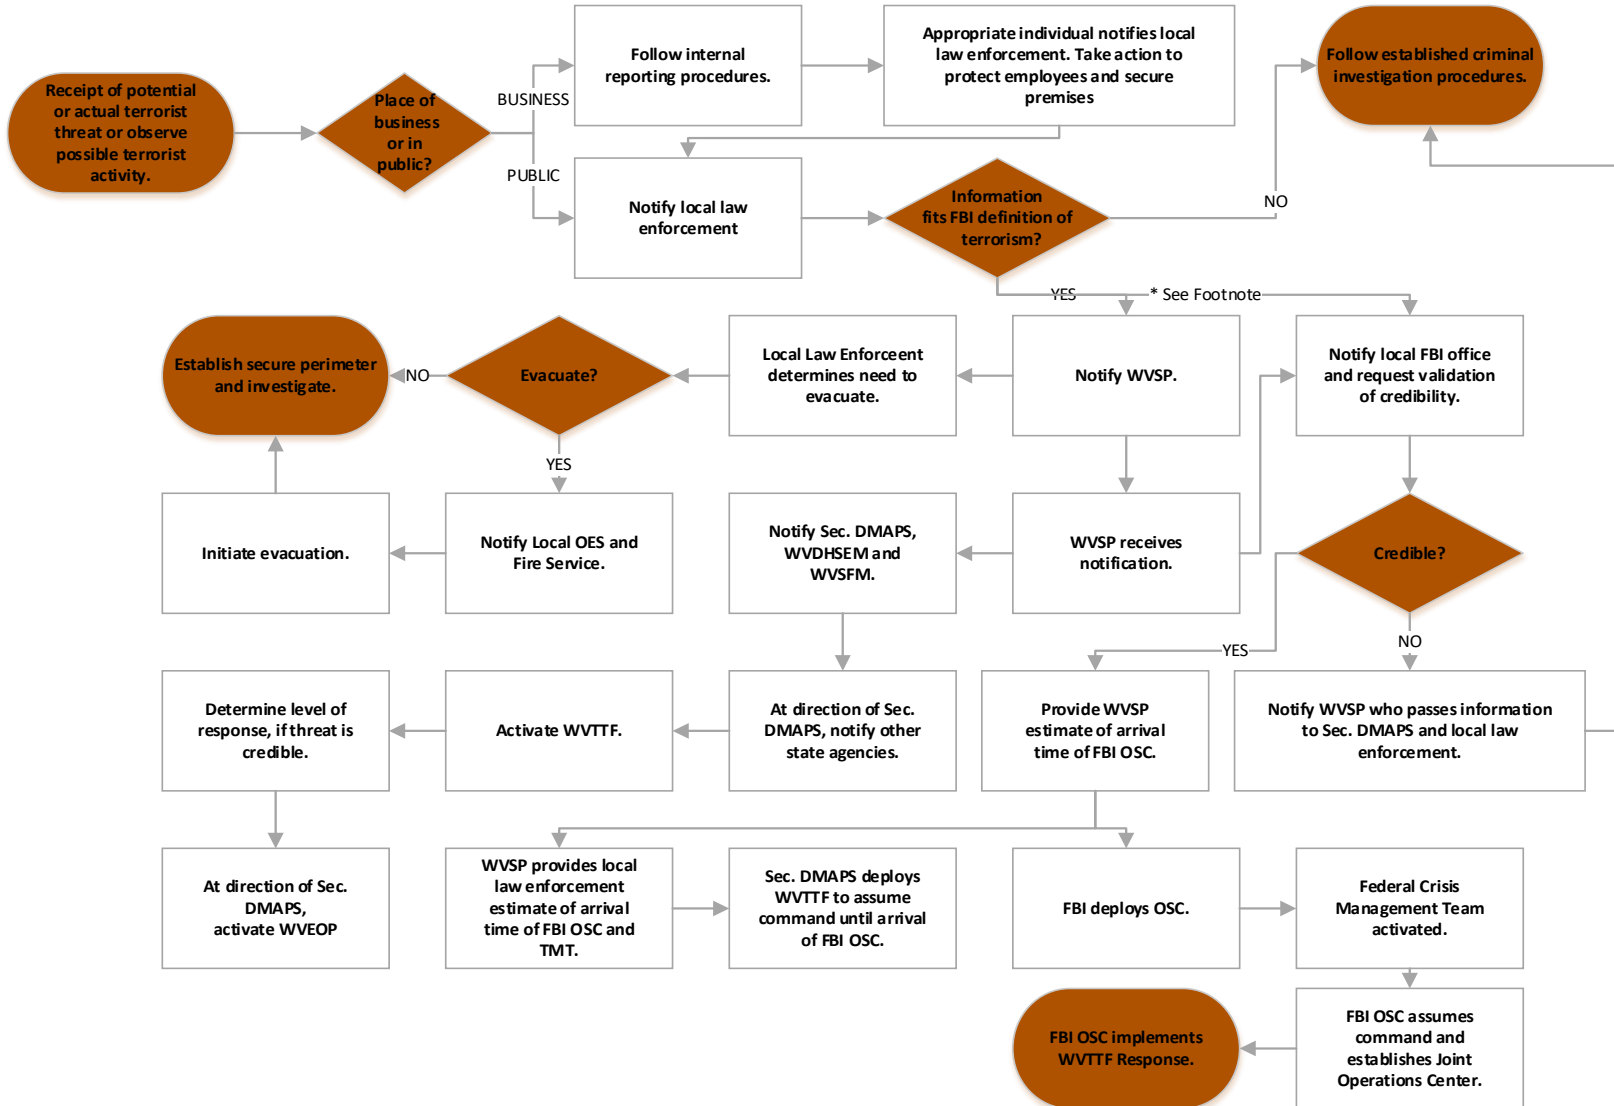 Receipt of potential
or actual terrorist
threat or observe
possible terrorist
activity.
Place of
business
or in
public?
BUSINESS
PUBLIC
Follow internal
reporting procedures.
Appropriate individual notifies local
law enforcement. Take action to
protect employees and secure
premises
Follow established criminal
investigation procedures.
Notify local law
enforcement
Information
fits FBI definition of
terrorism?
NO
YES
* See Footnote
Establish secure perimeter
and investigate.
NO
Evacuate?
YES
Local Law Enforceent
determines need to
evacuate.
Notify WVSP.
Notify local FBI office
and request validation
of credibility.
Initiate evacuation.
Notify Local OES and
Fire Service.
Notify Sec. DMAPS,
WVDHSEM and
WVSFM.
WVSP receives
notification.
Credible?
YES
NO
Determine level of
response, if threat is
credible.
Activate WVTTF.
At direction of Sec.
DMAPS, notify other
state agencies.
Provide WVSP
estimate of arrival
time of FBI OSC.
Notify WVSP who passes information
to Sec. DMAPS and local law
enforcement.
At direction of Sec.
DMAPS,
activate WVEOP
WVSP provides local
law enforcement
estimate of arrival
time of FBI OSC and
TMT.
Sec. DMAPS deploys
WVTTF to assume
command until arrival
of FBI OSC.
FBI deploys OSC.
Federal Crisis
Management Team
activated.
FBI OSC implements
WVTTF Response.
FBI OSC assumes
command and
establishes Joint
Operations Center.